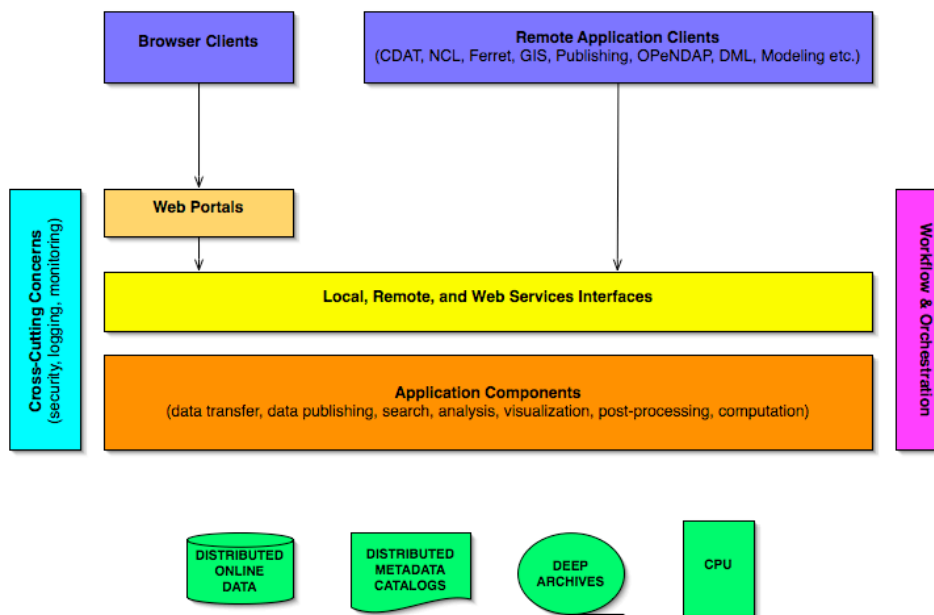 Browser Clients
Remote Application Clients
(CDAT, NCL, Ferret, GIS, Publishing, OPeNDAP, DML, Modeling etc.)
Web Portals
Cross-Cutting Concerns
(security, logging, monitoring)
Workflow & Orchestration
Local, Remote, and Web Services Interfaces
Application Components
(data transfer, data publishing, search, analysis, visualization, post-processing, computation)
DISTRIBUTED
ONLINE
DATA
DISTRIBUTED
METADATA
CATALOGS
DEEP
ARCHIVES
CPU